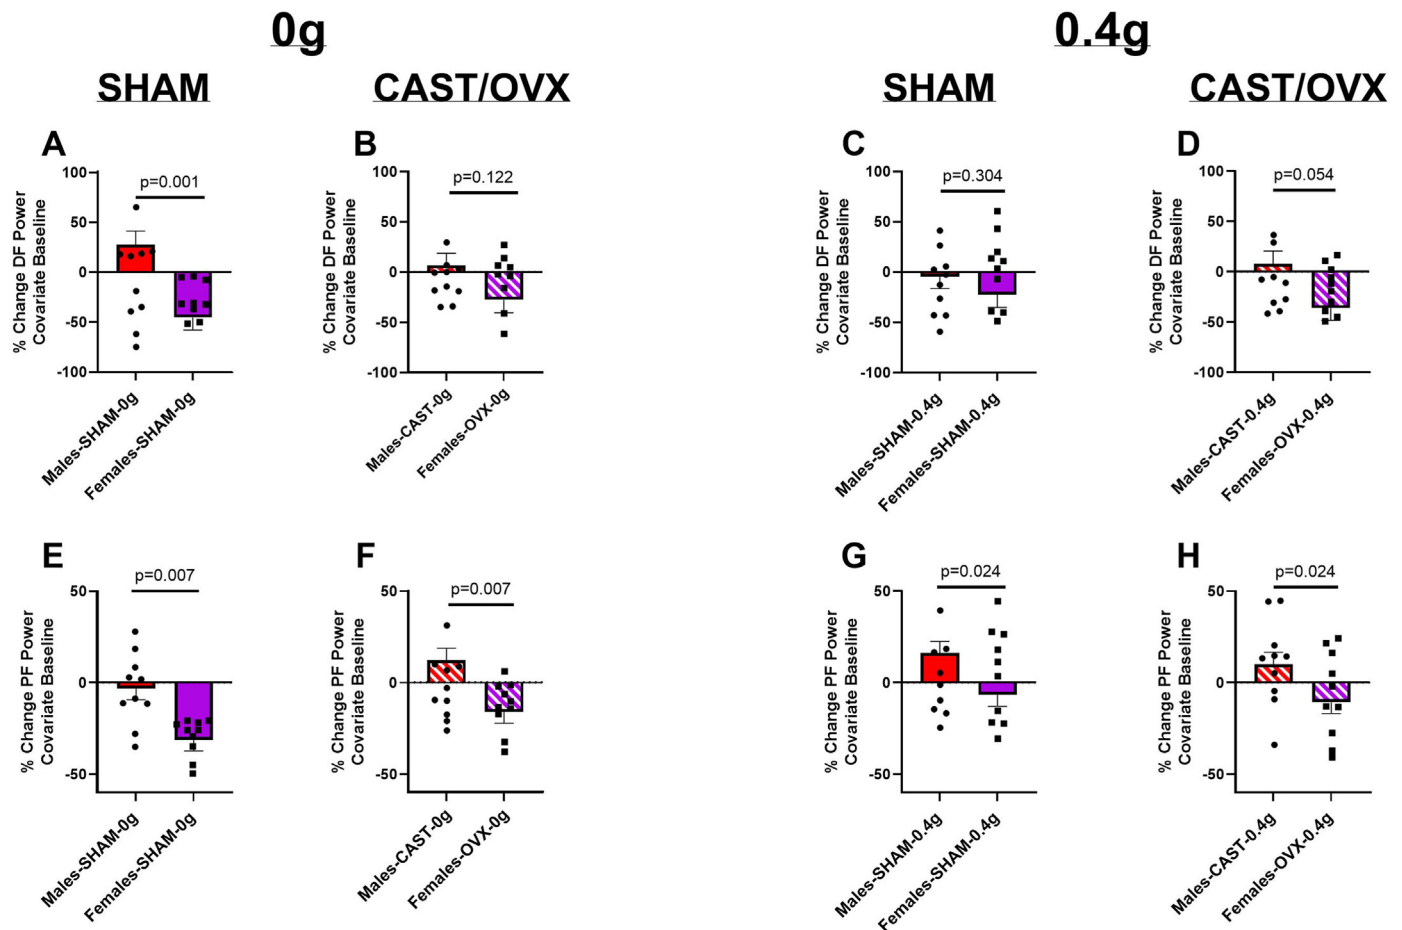 0g
0.4g
SHAM
CAST/OVX
SHAM
CAST/OVX
A
% Change DF Power
Covariate Baseline
100
50
0
-50
-100
p=0.001
Males-SHAM-0g
Females-SHAM-0g
B
% Change DF Power
Covariate Baseline
100
50
0
-50
-100
p=0.122
Males-CAST-0g
Females-OVX-0g
C
% Change DF Power
Covariate Baseline
100
50
0
-50
-100
p=0.304
Males-SHAM-0.4g
Females-SHAM-0.4g
D
% Change DF Power
Covariate Baseline
100
50
0
-50
-100
p=0.054
Males-CAST-0.4g
Females-OVX-0.4g
E
% Change PF Power
Covariate Baseline
50
0
-50
p=0.007
Males-SHAM-0g
Females-SHAM-0g
F
% Change PF Power
Covariate Baseline
50
0
-50
p=0.007
Males-CAST-0g
Females-OVX-0g
G
% Change PF Power
Covariate Baseline
50
0
-50
p=0.024
Males-SHAM-0.4g
Females-SHAM-0.4g
H
% Change PF Power
Covariate Baseline
50
0
-50
p=0.024
Males-CAST-0.4g
Females-OVX-0.4g